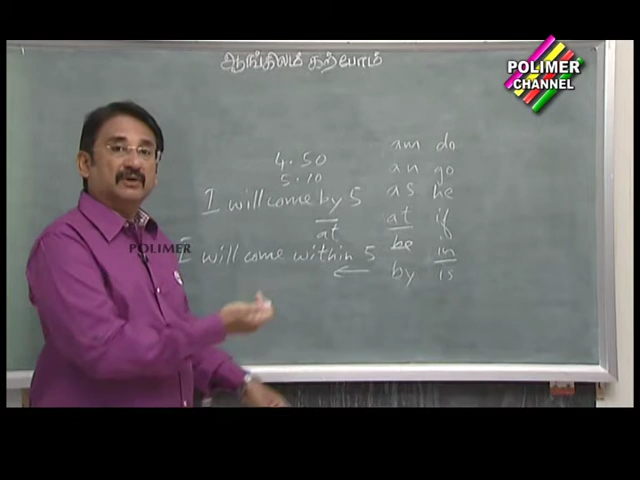 ஆங்கிலம் கற்போம்
POLIMER
CHANNEL
4.50
5.10
I will come by 5
at
I will come within 5
am do
an go
as he
at if
be in
by is
POLIMER